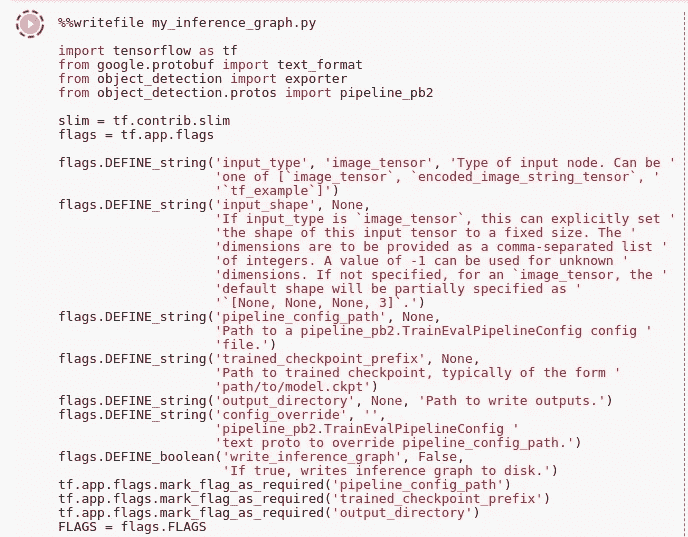 %%writefile my_inference_graph.py
import tensorflow as tf
from google.protobuf import text_format
from object_detection import exporter
from object_detection.protos import pipeline_pb2
slim = tf.contrib.slim
flags = tf.app.flags
flags.DEFINE_string('input_type', 'image_tensor', 'Type of input node. Can be '
'one of [`image_tensor`, `encoded_image_string_tensor`, '
'`tf_example`]')
flags.DEFINE_string('input_shape', None,
'If input_type is `image_tensor`, this can explicitly set '
'the shape of this input tensor to a fixed size. The '
'dimensions are to be provided as a comma-separated list '
'of integers. A value of -1 can be used for unknown '
'dimensions. If not specified, for an `image_tensor, the '
'default shape will be partially specified as '
'`[None, None, None, 3]`.')
flags.DEFINE_string('pipeline_config_path', None,
'Path to a pipeline_pb2.TrainEvalPipelineConfig config '
'file.')
flags.DEFINE_string('trained_checkpoint_prefix', None,
'Path to trained checkpoint, typically of the form '
'path/to/model.ckpt')
flags.DEFINE_string('output_directory', None, 'Path to write outputs.')
flags.DEFINE_string('config_override', '',
'pipeline_pb2.TrainEvalPipelineConfig '
'text proto to override pipeline_config_path.')
flags.DEFINE_boolean('write_inference_graph', False,
'If true, writes inference graph to disk.')
tf.app.flags.mark_flag_as_required('pipeline_config_path')
tf.app.flags.mark_flag_as_required('trained_checkpoint_prefix')
tf.app.flags.mark_flag_as_required('output_directory')
FLAGS = flags.FLAGS